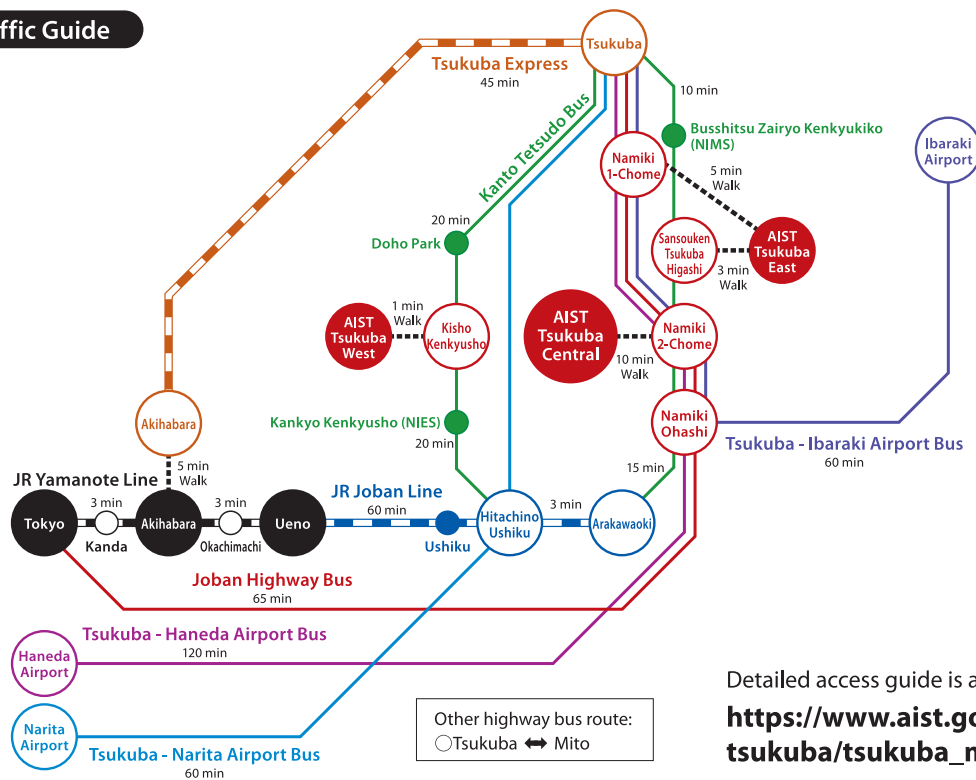 ffic Guide
Tsukuba
Tsukuba Express
45 min
10 min
Kanto Tetsudo Bus
Busshitsu Zairyo Kenkyukiko
(NIMS)
Ibaraki
Airport
Namiki
1-Chome
5 min
Walk
20 min
Doho Park
Sansouken
Tsukuba
Higashi
AIST
Tsukuba
East
3 min
Walk
1 min
Walk
AIST
Tsukuba
West
Kisho
Kenkyusho
AIST
Tsukuba
Central
Namiki
2-Chome
10 min
Walk
Akihabara
Kankyo Kenkyusho (NIES)
20 min
Namiki
Ohashi
Tsukuba - Ibaraki Airport Bus
60 min
5 min
Walk
15 min
JR Yamanote Line
JR Joban Line
3 min
3 min
60 min
3 min
Tokyo
Kanda
Akihabara
Okachimachi
Ueno
Ushiku
Hitachino
Ushiku
Arakawaoki
Joban Highway Bus
65 min
Tsukuba - Haneda Airport Bus
120 min
Haneda
Airport
Narita
Airport
Tsukuba - Narita Airport Bus
60 min
Other highway bus route:
○Tsukuba ⬌ Mito
Detailed access guide is a
https://www.aist.go
tsukuba/tsukuba_m